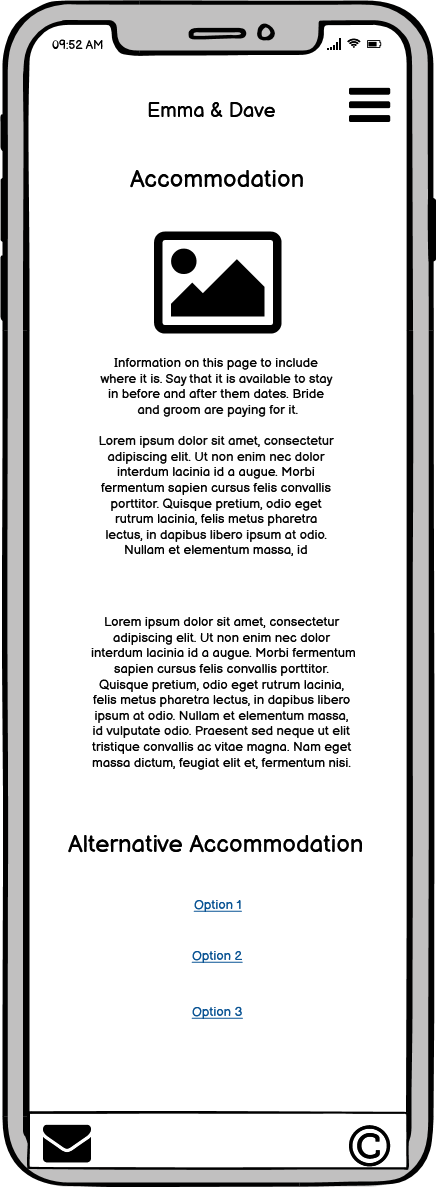 09:52 AM
Emma & Dave
Accommodation
Information on this page to include
where it is. Say that it is available to stay
in before and after them dates. Bride
and groom are paying for it.
Lorem ipsum dolor sit amet, consectetur
adipiscing elit. Ut non enim nec dolor
interdum lacinia id a augue. Morbi
fermentum sapien cursus felis convallis
porttitor. Quisque pretium, odio eget
rutrum lacinia, felis metus pharetra
lectus, in dapibus libero ipsum at odio.
Nullam et elementum massa, id
Lorem ipsum dolor sit amet, consectetur
adipiscing elit. Ut non enim nec dolor
interdum lacinia id a augue. Morbi fermentum
sapien cursus felis convallis porttitor.
Quisque pretium, odio eget rutrum lacinia,
felis metus pharetra lectus, in dapibus libero
ipsum at odio. Nullam et elementum massa,
id vulputate odio. Praesent sed neque ut elit
tristique convallis ac vitae magna. Nam eget
massa dictum, feugiat elit et, fermentum nisi.
Alternative Accommodation
Option 1
Option 2
Option 3
©